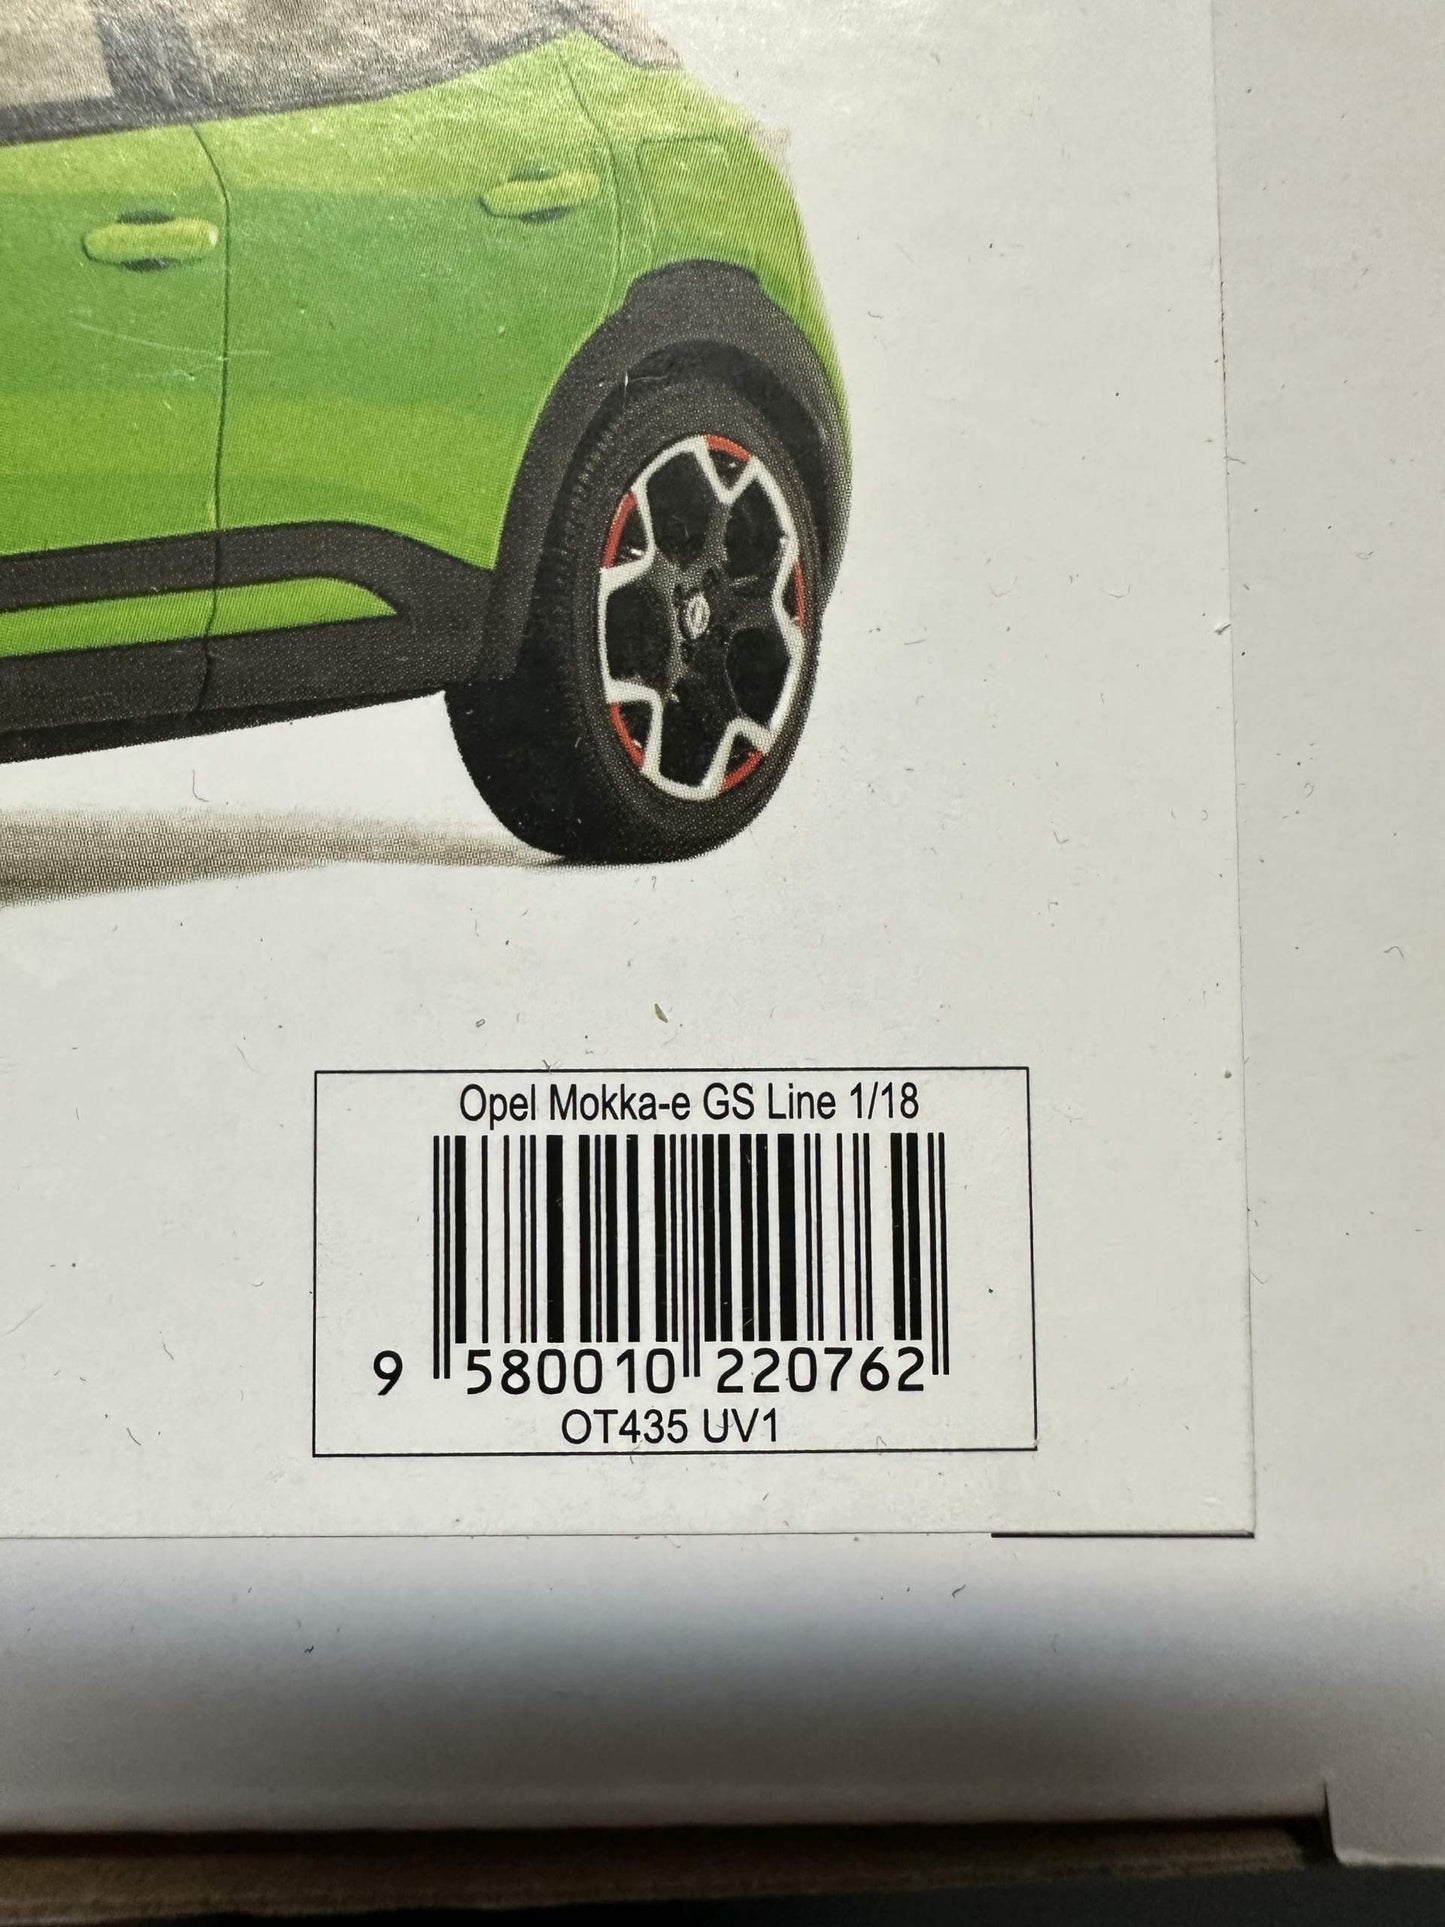 Opel Mokka-e GS Line 1/18
9 580010 220762
OT435 UV1